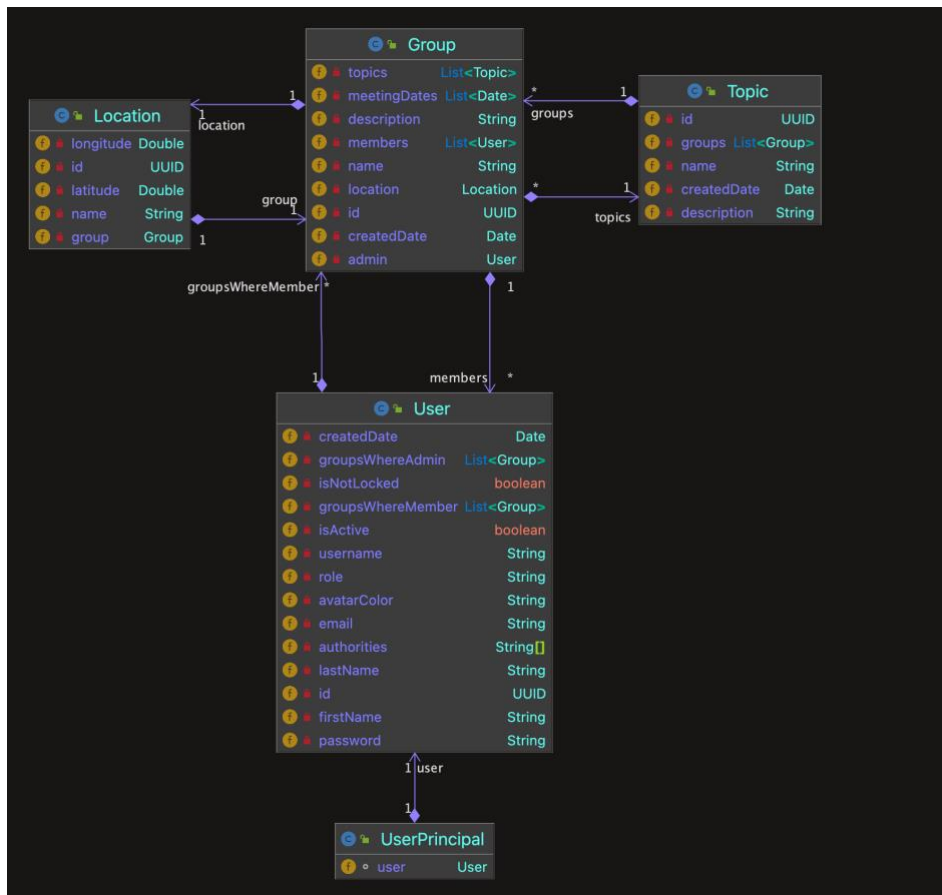 Group
topics List<Topic>
meetingDates List<Date>
description String
members List<User>
name String
location Location
id UUID
createdDate Date
admin User
Location
longitude Double
id UUID
latitude Double
name String
group Group
Topic
id UUID
groups List<Group>
name String
createdDate Date
description String
1
1
location
group
1
1
*
1
groups
*
1
topics
groupsWhereMember *
1
1
members *
User
createdDate Date
groupsWhereAdmin List<Group>
isNotLocked boolean
groupsWhereMember List<Group>
isActive boolean
username String
role String
avatarColor String
email String
authorities String[]
lastName String
id UUID
firstName String
password String
1 user
1
UserPrincipal
user User